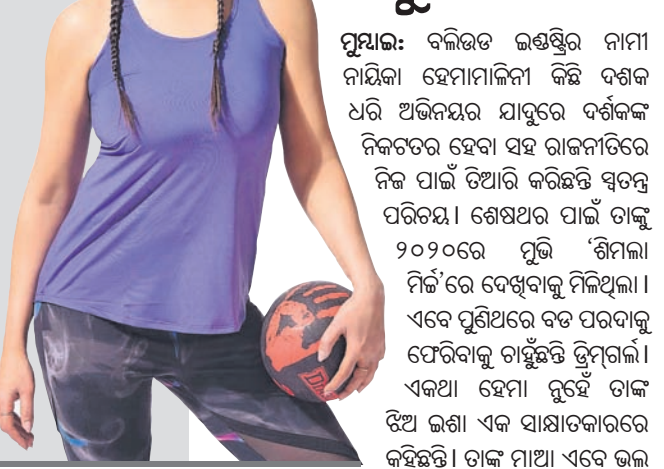 ମୁମ୍ବାଇ: ବଲିଉଡ ଇଣ୍ଡଷ୍ଟ୍ରିର ନାମୀ
ନାୟିକା ହେମାମାଳିନୀ କିଛି ଦଶକ
ଧରି ଅଭିନୟର ଯାଦୁରେ ଦର୍ଶକଙ୍କ
ନିକଟତର ହେବା ସହ ରାଜନୀତିରେ
ନିଜ ପାଇଁ ତିଆରି କରିଛନ୍ତି ସ୍ୱତନ୍ତ୍ର
ପରିଚୟ। ଶେଷଥର ପାଇଁ ତାଙ୍କୁ
୨୦୨୦ରେ ମୁଭି ‘ଶିମଲା
ମିର୍ଚ୍ଚ’ରେ ଦେଖିବାକୁ ମିଳିଥିଲା।
ଏବେ ପୁଣିଥରେ ବଡ ପରଦାକୁ
ଫେରିବାକୁ ଚାହୁଁଛନ୍ତି ଡ୍ରିମ୍‌ଗର୍ଲ।
ଏକଥା ହେମା ନୁହେଁ ତାଙ୍କ
ଝିଅ ଇଶା ଏକ ସାକ୍ଷାତକାରରେ
କହିଛନ୍ତି। ତାଙ୍କ ମାଆ ଏବେ ଭଲ